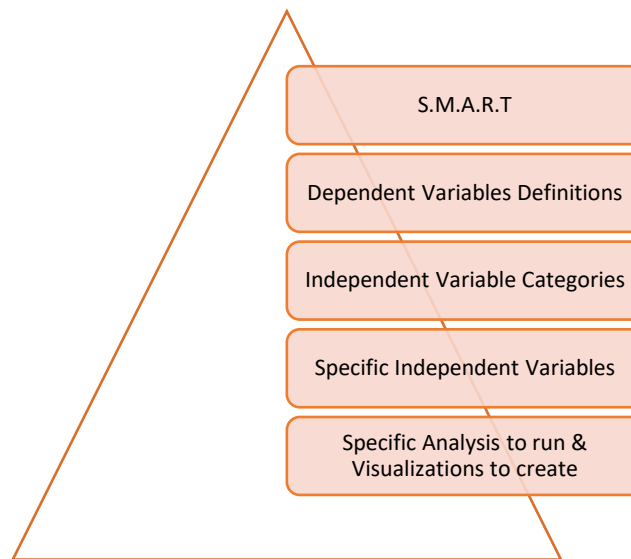 S.M.A.R.T
Dependent Variables Definitions
Independent Variable Categories
Specific Independent Variables
Specific Analysis to run &
Visualizations to create